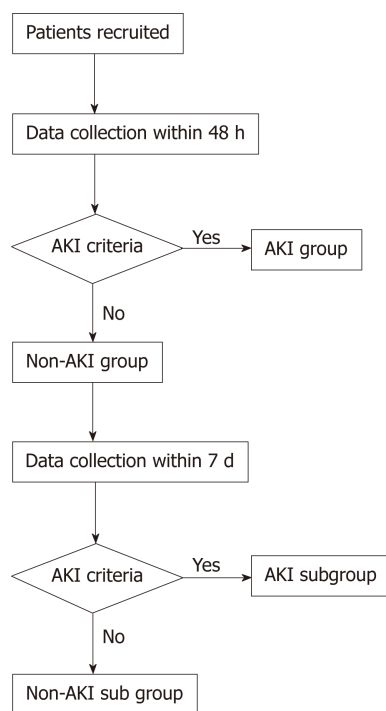 Patients recruited
Data collection within 48 h
AKI criteria
Yes
AKI group
No
Non-AKI group
Data collection within 7 d
AKI criteria
Yes
AKI subgroup
No
Non-AKI sub group